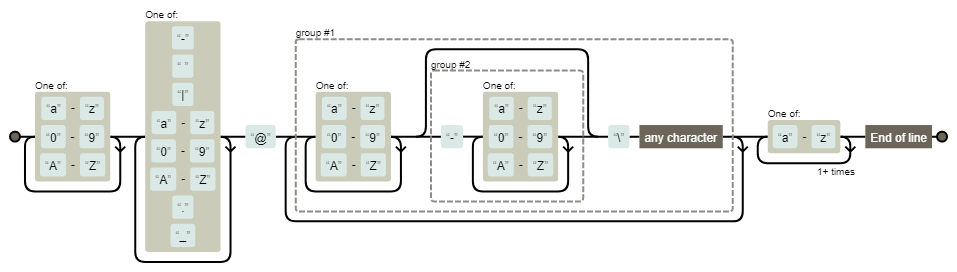 One of:
“a” - “z”
“0” - “9”
“A” - “Z”
One of:
“-”
“ ”
“|”
“a” - “z”
“0” - “9”
“A” - “Z”
“.”
“_”
“@”
group #1
One of:
“a” - “z”
“0” - “9”
“A” - “Z”
group #2
“-”
One of:
“a” - “z”
“0” - “9”
“A” - “Z”
“\”
any character
One of:
“a” - “z”
1+ times
End of line